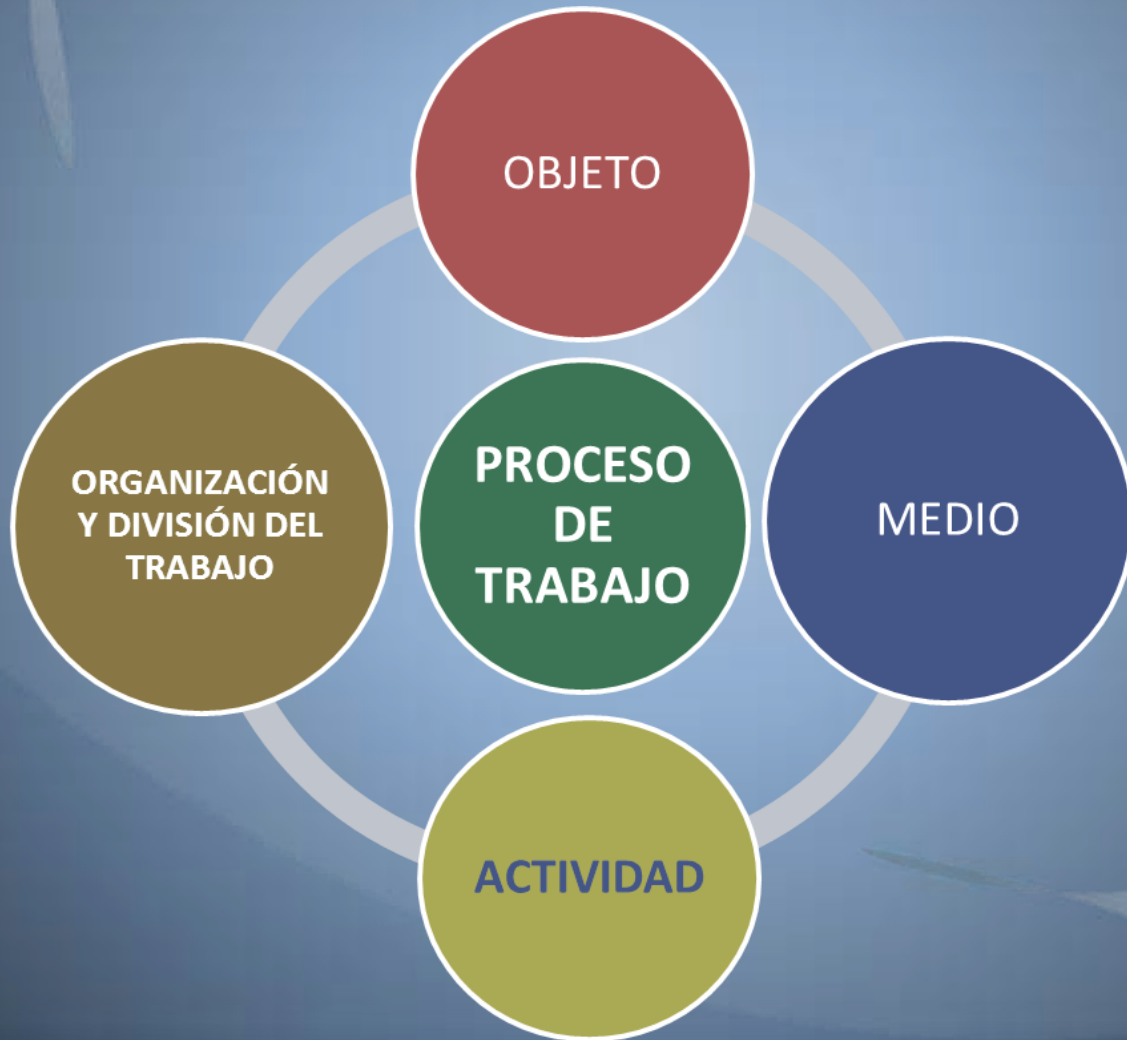 OBJETO
ORGANIZACIÓN
Y DIVISIÓN DEL
TRABAJO
PROCESO
DE
TRABAJO
MEDIO
ACTIVIDAD